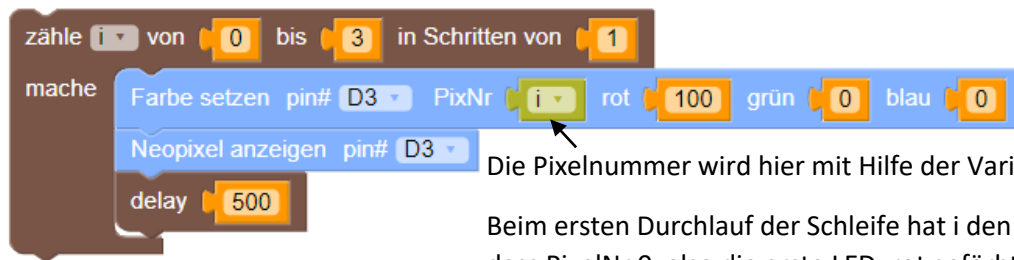 zähle i von 0 bis 3 in Schritten von 1
mache
Farbe setzen pin# D3 PixNr i rot 100 grün 0 blau 0
Neopixel anzeigen pin# D3
delay 500
Die Pixelnummer wird hier mit Hilfe der Vari
Beim ersten Durchlauf der Schleife hat i den